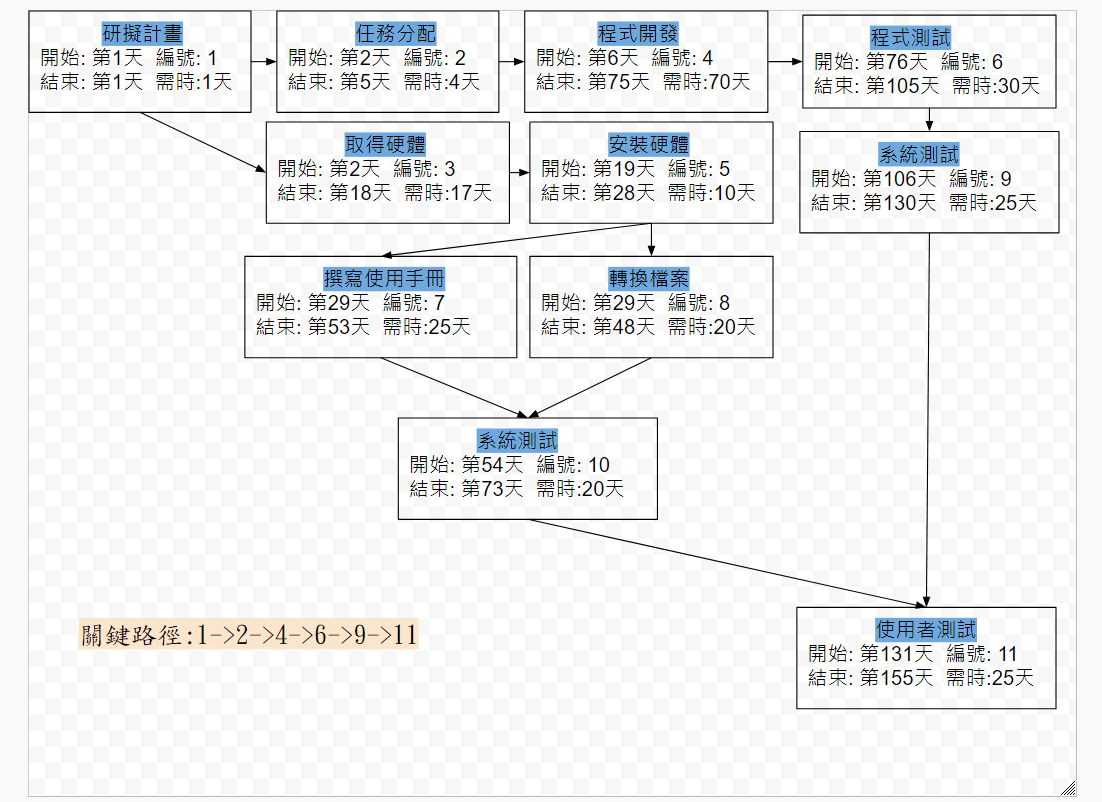 研擬計畫
開始: 第1天 編號: 1
結束: 第1天 需時:1天
任務分配
開始: 第2天 編號: 2
結束: 第5天 需時:4天
程式開發
開始: 第6天 編號: 4
結束: 第75天 需時:70天
程式測試
開始: 第76天 編號: 6
結束: 第105天 需時:30天
取得硬體
開始: 第2天 編號: 3
結束: 第18天 需時:17天
安裝硬體
開始: 第19天 編號: 5
結束: 第28天 需時:10天
系統測試
開始: 第106天 編號: 9
結束: 第130天 需時:25天
撰寫使用手冊
開始: 第29天 編號: 7
結束: 第53天 需時:25天
轉換檔案
開始: 第29天 編號: 8
結束: 第48天 需時:20天
系統測試
開始: 第54天 編號: 10
結束: 第73天 需時:20天
關鍵路徑:1->2->4->6->9->11
使用者測試
開始: 第131天 編號: 11
結束: 第155天 需時:25天